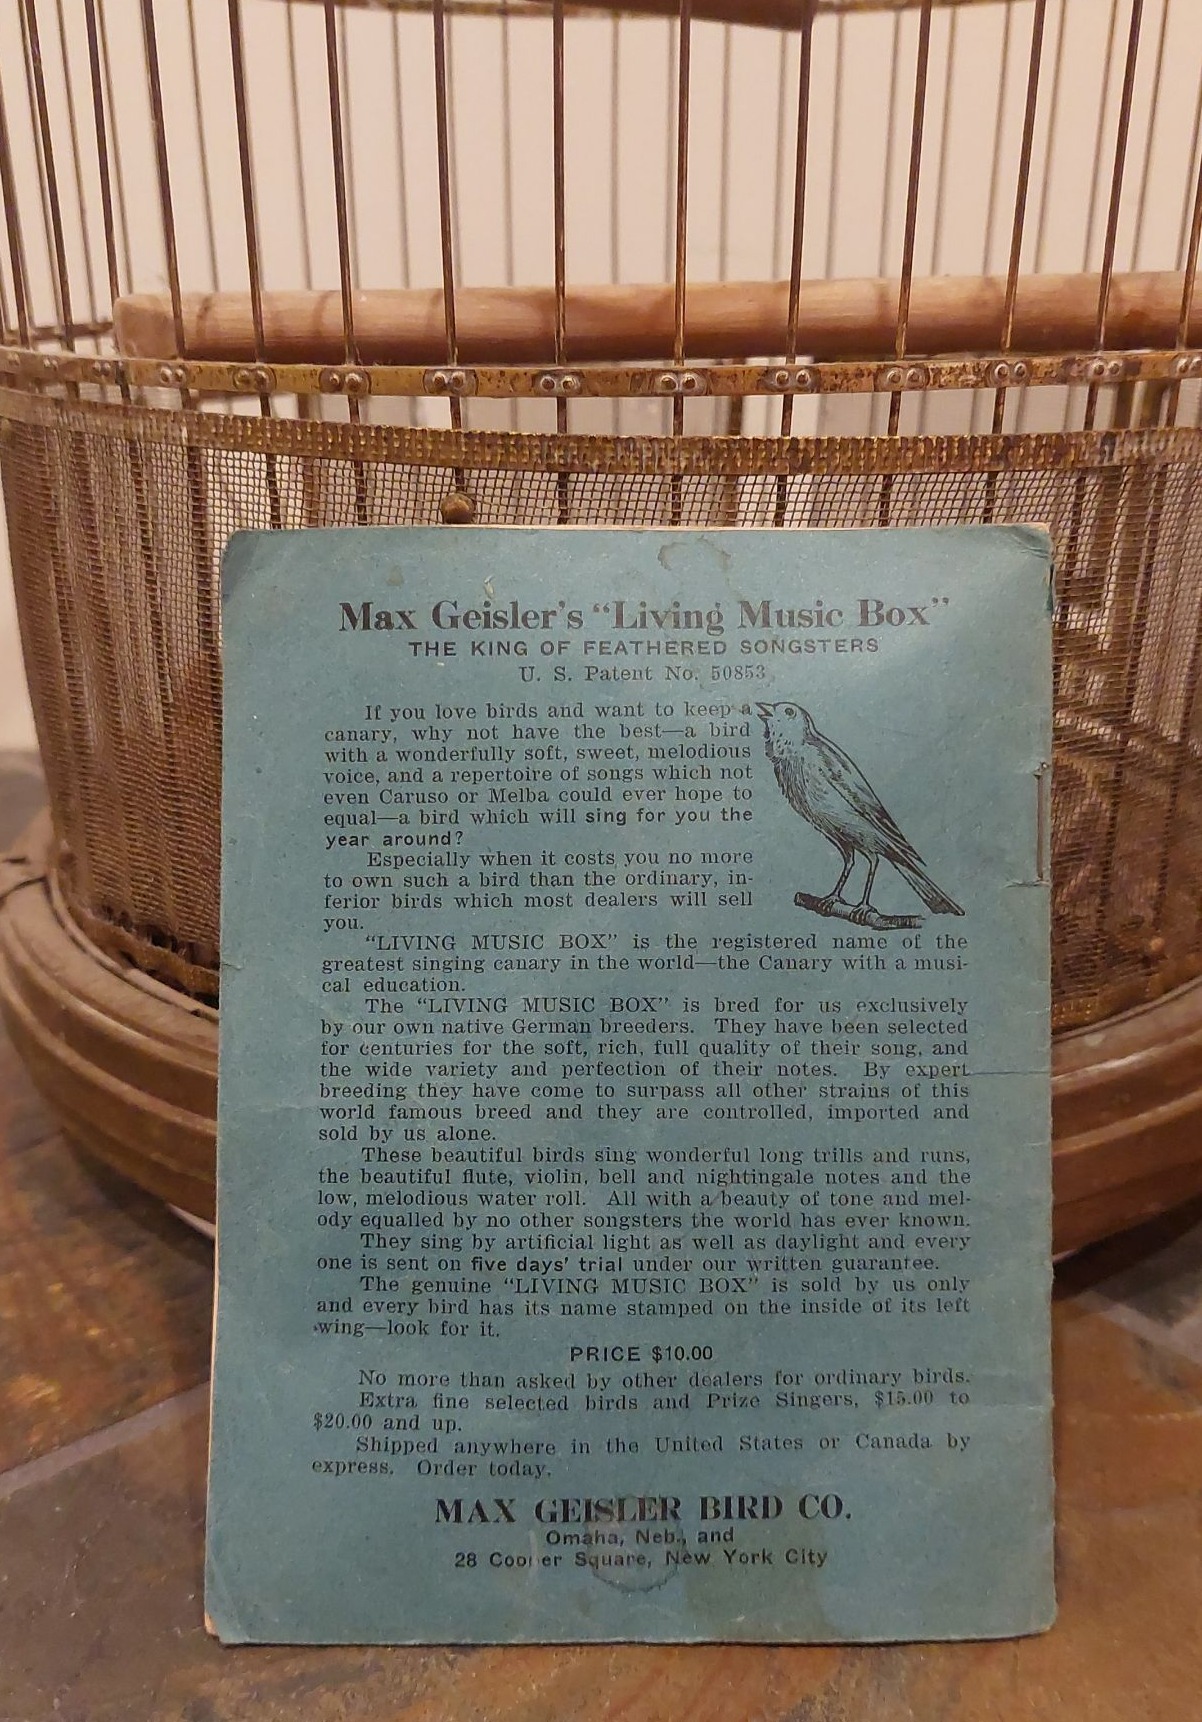 Max Geisler's "Living Music Box"
THE KING OF FEATHERED SONGSTERS
U. S. Patent No. 50853
If you love birds and want to keep a
canary, why not have the best—a bird
with a wonderfully soft, sweet, melodious
voice, and a repertoire of songs which not
even Caruso or Melba could ever hope to
equal—a bird which will sing for you the
year around?
Especially when it costs you no more
to own such a bird than the ordinary, in-
ferior birds which most dealers will sell
you.
"LIVING MUSIC BOX" is the registered name of the
greatest singing canary in the world—the Canary with a musi-
cal education.
The "LIVING MUSIC BOX" is bred for us exclusively
by our own native German breeders. They have been selected
for centuries for the soft, rich, full quality of their song, and
the wide variety and perfection of their notes. By expert
breeding they have come to surpass all other strains of this
world famous breed and they are controlled, imported and
sold by us alone.
These beautiful birds sing wonderful long trills and runs,
the beautiful flute, violin, bell and nightingale notes and the
low, melodious water roll. All with a beauty of tone and mel-
ody equalled by no other songsters the world has ever known.
They sing by artificial light as well as daylight and every
one is sent on five days' trial under our written guarantee.
The genuine "LIVING MUSIC BOX" is sold by us only
and every bird has its name stamped on the inside of its left
wing—look for it.
PRICE $10.00
No more than asked by other dealers for ordinary birds.
Extra fine selected birds and Prize Singers, $15.00 to
$20.00 and up.
Shipped anywhere in the United States or Canada by
express. Order today.
MAX GEISLER BIRD CO.
Omaha, Neb., and
28 Cooper Square, New York City